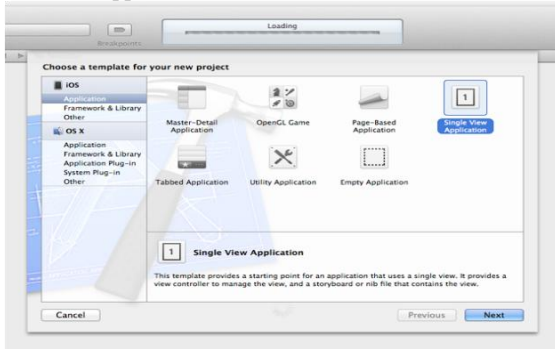 Loading
Breakpoints
Choose a template for your new project
iOS
Application
Framework & Library
Other
OS X
Application
Framework & Library
Application Plug-in
System Plug-in
Other
Master-Detail
Application
OpenGL Game
Page-Based
Application
1
Single View
Application
Tabbed Application
Utility Application
Empty Application
1
Single View Application
This template provides a starting point for an application that uses a single view. It provides a
view controller to manage the view, and a storyboard or nib file that contains the view.
Cancel
Previous
Next